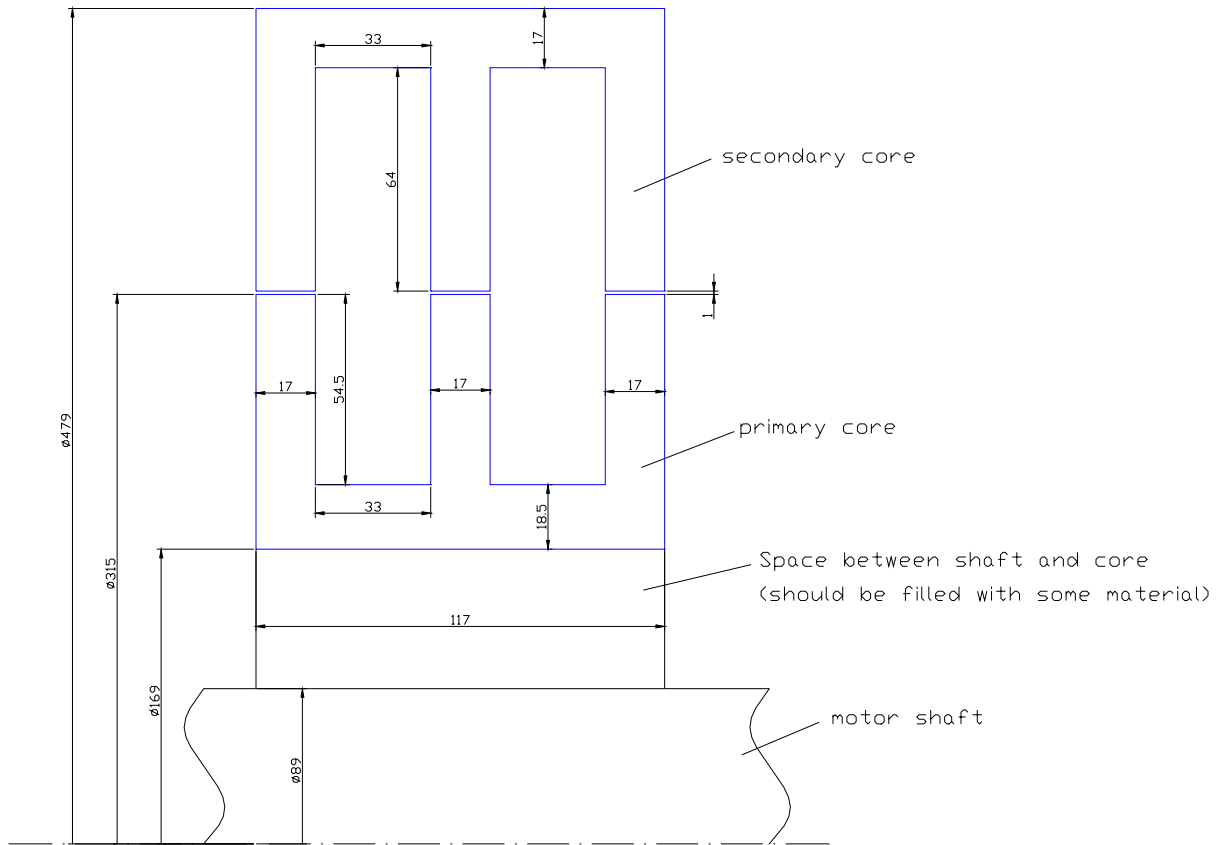 33
17
secondary core
64
1
ø479
17
54.5
17
17
primary core
33
18.5
ø315
Space between shaft and core
(should be filled with some material)
117
ø169
motor shaft
ø89